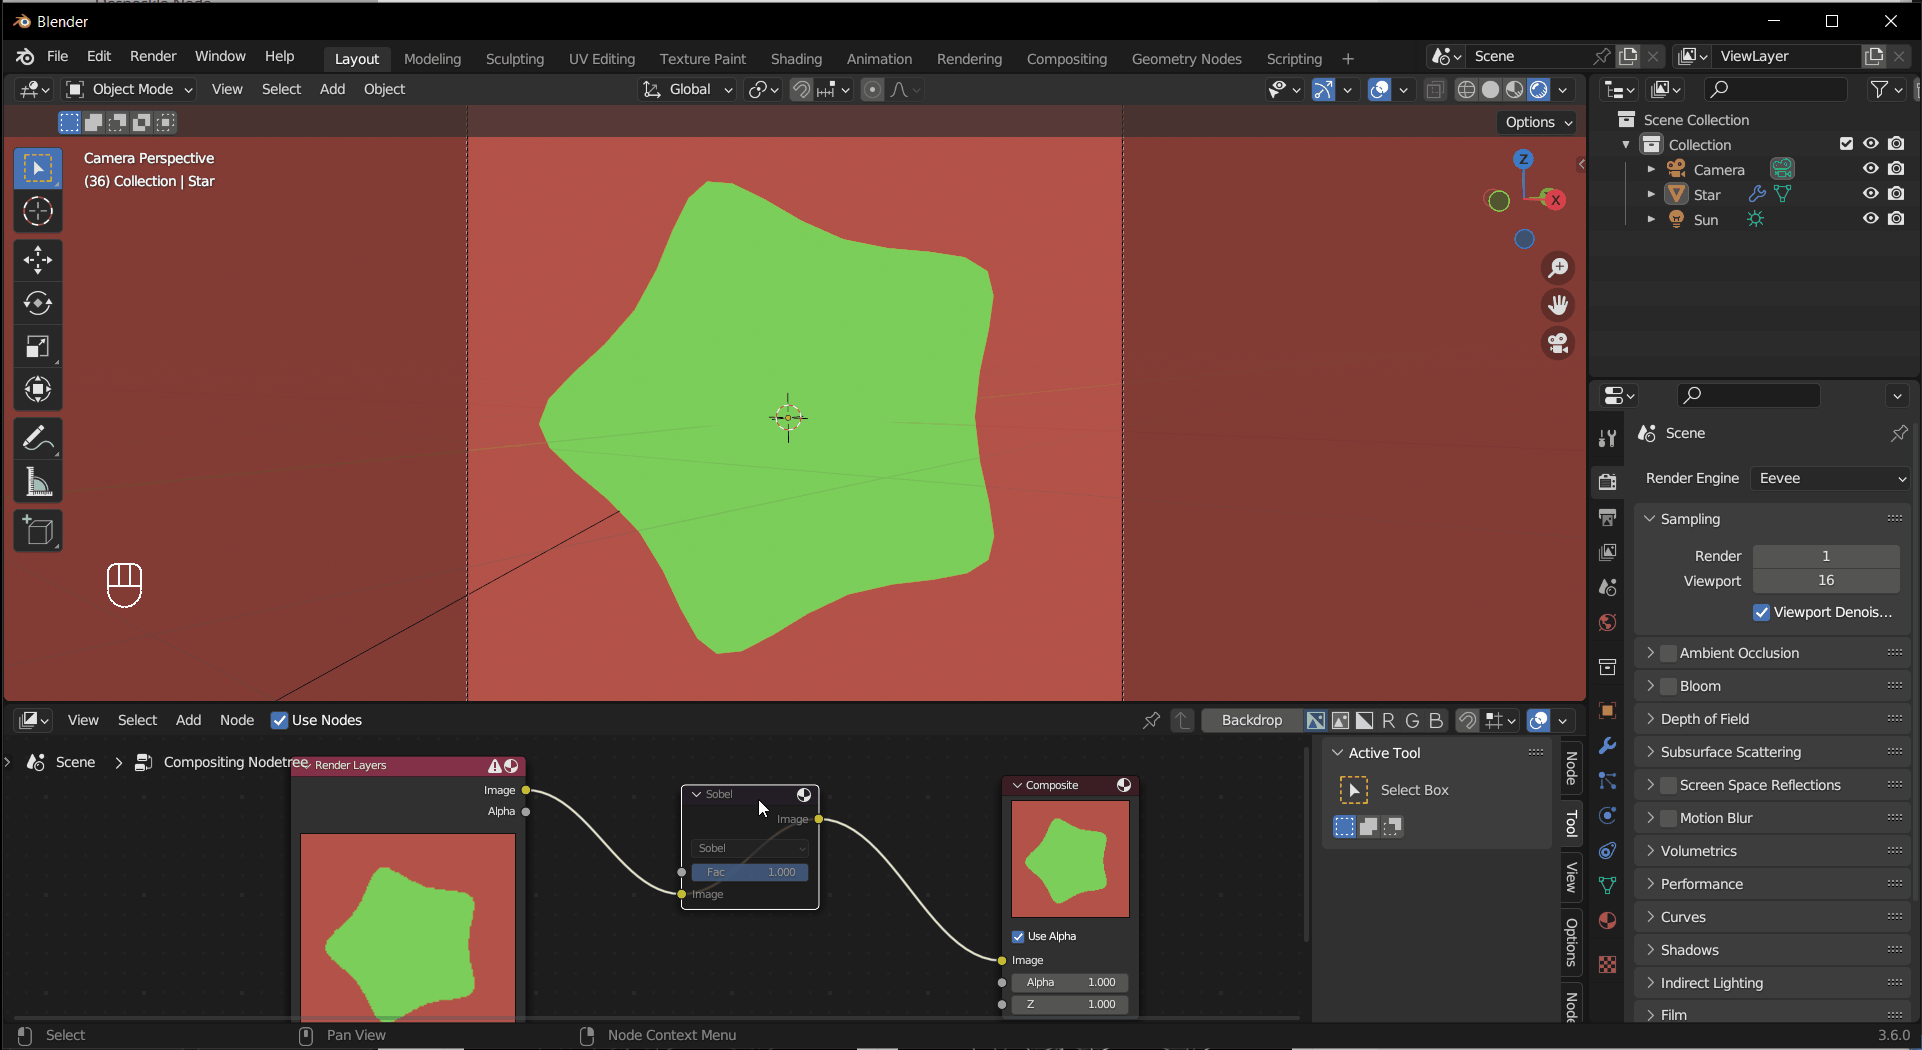 Blender
File Edit Render Window Help
Layout Modeling Sculpting UV Editing Texture Paint Shading Animation Rendering Compositing Geometry Nodes Scripting +
Scene
ViewLayer
Object Mode View Select Add Object
Global
Options
Camera Perspective
(36) Collection | Star
Z
X
Scene Collection
Collection
Camera
Star
Sun
Scene
Render Engine Eevee
Sampling
Render 1
Viewport 16
Viewport Denois...
Ambient Occlusion
Bloom
Depth of Field
Subsurface Scattering
Screen Space Reflections
Motion Blur
Volumetrics
Performance
Curves
Shadows
Indirect Lighting
Film
View Select Add Node Use Nodes
Backdrop R G B
Scene > Compositing Nodetree
Render Layers
Image
Alpha
Sobel
Image
Sobel
Fac 1.000
Image
Composite
Use Alpha
Image
Alpha 1.000
Z 1.000
Active Tool
Select Box
Node
Tool
View
Options
Node
Select
Pan View
Node Context Menu
3.6.0